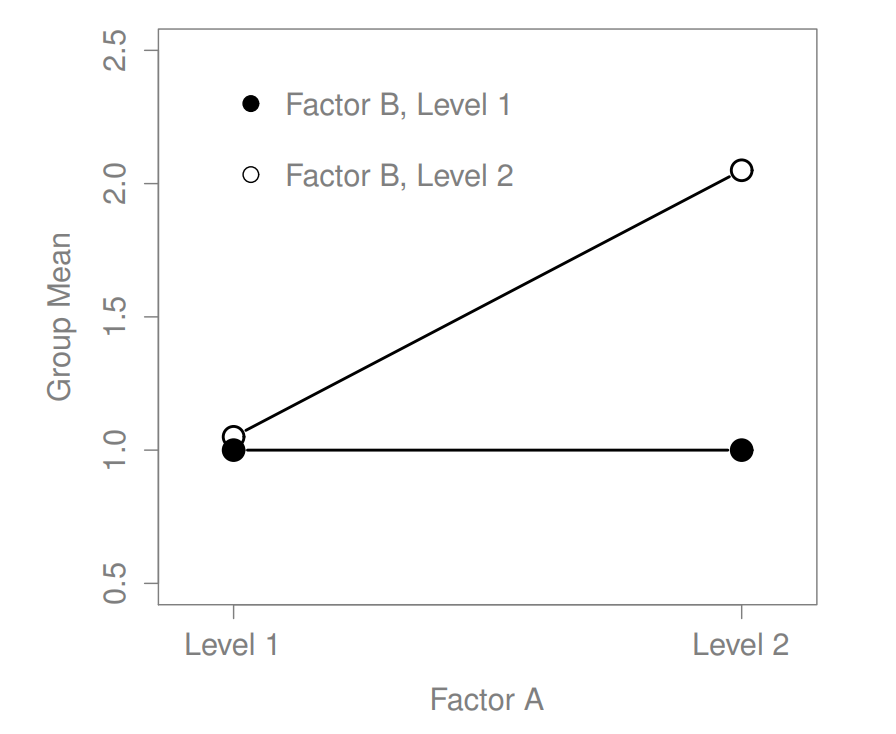 2.5
Factor B, Level 1
Factor B, Level 2
2.0
Group Mean
1.5
1.0
0.5
Level 1 Level 2
Factor A